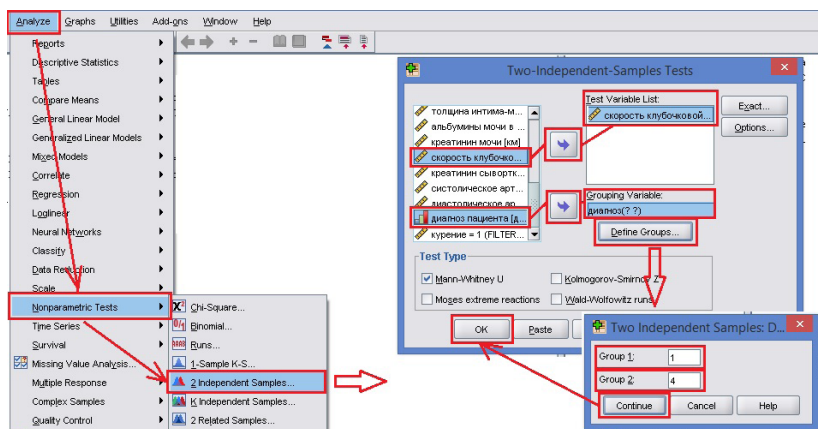 Analyze Graphs Utilities Add-ons Window Help
Reports
Descriptive Statistics
Tables
Compare Means
General Linear Model
Generalized Linear Models
Mixed Models
Correlate
Regression
Loglinear
Neural Networks
Classify
Data Reduction
Scale
Nonparametric Tests
Time Series
Survival
Missing Value Analysis...
Multiple Response
Complex Samples
Quality Control
Chi-Square...
Binomial...
Runs...
1-Sample K-S...
2 Independent Samples...
K Independent Samples...
2 Related Samples...
Two-Independent-Samples Tests
толщина интима-м...
альбумины мочи в ...
креатинин мочи [км]
скорость клубочко...
креатинин сывортк...
систолическое арт...
диастолическое ар...
диагноз пациента [д...
курение = 1 (FILTER...
Test Variable List:
скорость клубочковой...
Grouping Variable:
диагноз(? ?)
Define Groups...
Exact...
Options...
Test Type
Mann-Whitney U
Kolmogorov-Smirnov Z
Moses extreme reactions
Wald-Wolfowitz runs
OK
Paste
Two Independent Samples: D...
Group 1: 1
Group 2: 4
Continue Cancel Help